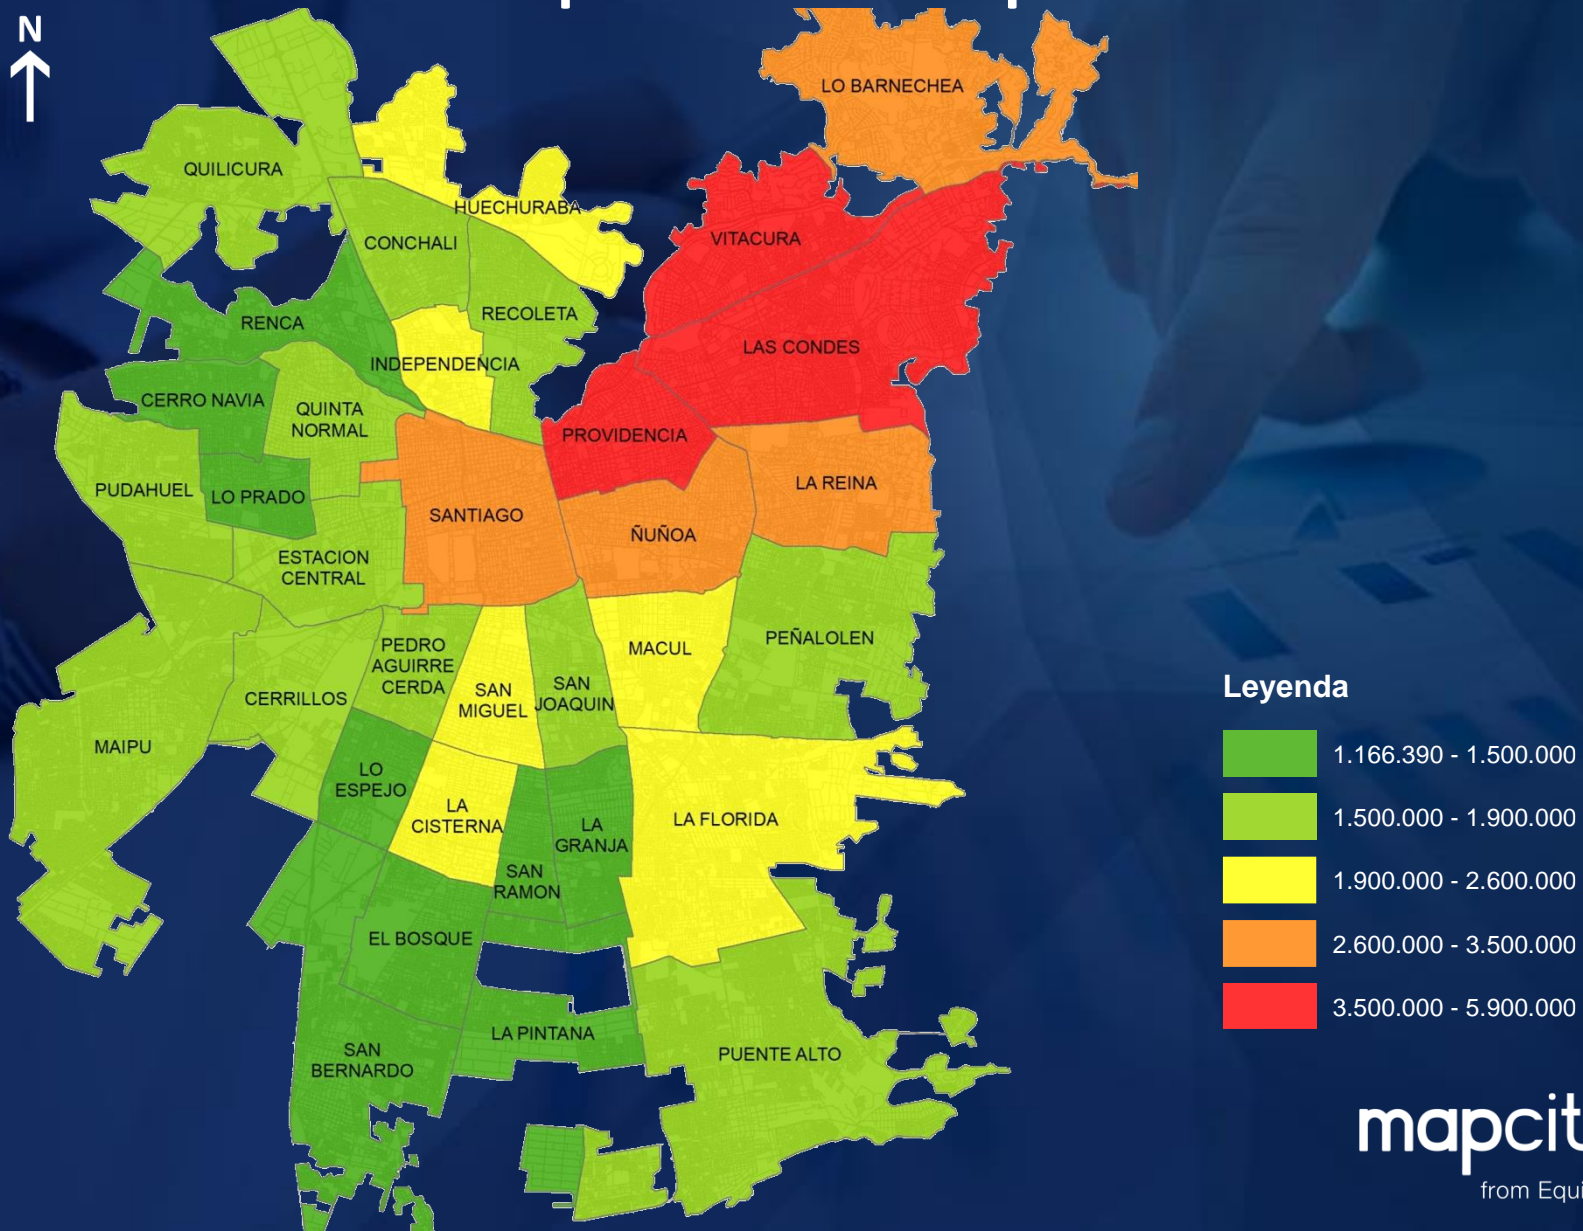 N
LO BARNECHEA
QUILICURA
HUECHURABA
CONCHALI
VITACURA
RECOLETA
RENCA
LAS CONDES
INDEPENDENCIA
CERRO NAVIA
QUINTA
NORMAL
PROVIDENCIA
PUDAHUEL
LO PRADO
LA REINA
SANTIAGO
ÑUÑOA
ESTACION
CENTRAL
PEDRO
AGUIRRE
CERDA
MACUL
PEÑALOLEN
CERRILLOS
SAN
MIGUEL
SAN
JOAQUIN
MAIPU
LO
ESPEJO
LA
CISTERNA
LA FLORIDA
LA
GRANJA
SAN
RAMON
EL BOSQUE
LA PINTANA
SAN
BERNARDO
PUENTE ALTO
Leyenda
1.166.390 - 1.500.000
1.500.000 - 1.900.000
1.900.000 - 2.600.000
2.600.000 - 3.500.000
3.500.000 - 5.900.000
mapcit
from Equi